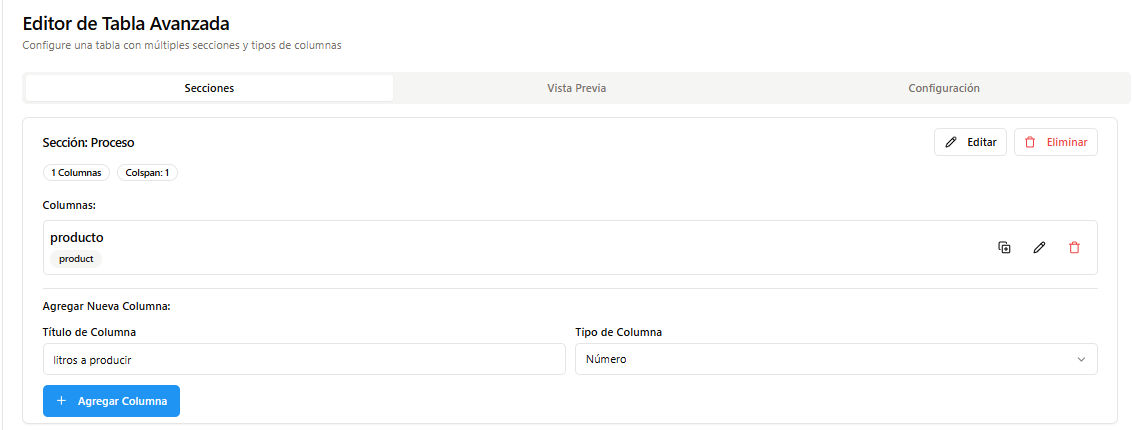 Editor de Tabla Avanzada
Configure una tabla con múltiples secciones y tipos de columnas
Secciones
Vista Previa
Configuración
Sección: Proceso
Editar
Eliminar
1 Columnas
Colspan: 1
Columnas:
producto
product
Agregar Nueva Columna:
Título de Columna
Tipo de Columna
litros a producir
Número
Agregar Columna